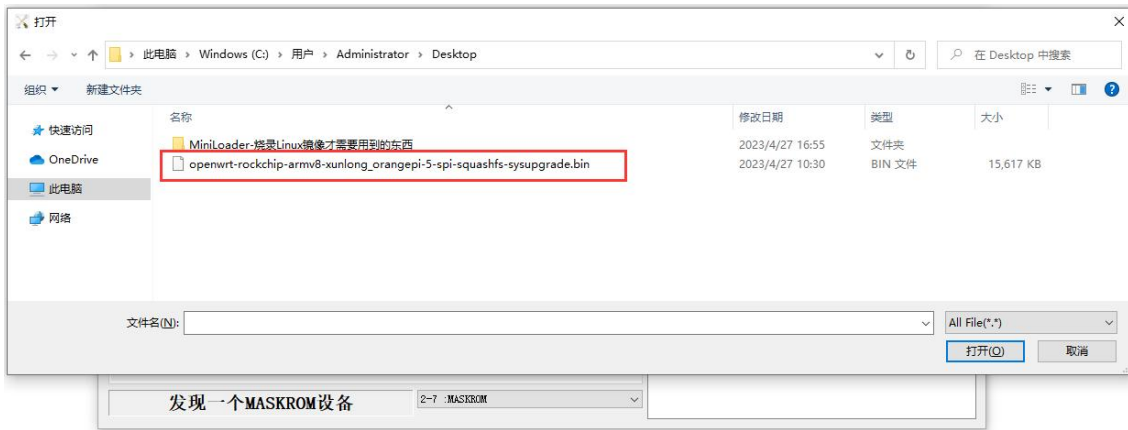 打开
此电脑 › Windows (C:) › 用户 › Administrator › Desktop
在 Desktop 中搜索
组织 新建文件夹
名称 修改日期 类型 大小
快速访问
MiniLoader-烧录Linux镜像才需要用到的东西 2023/4/27 16:55 文件夹
OneDrive
openwrt-rockchip-armv8-xunlong_orangepi-5-spi-squashfs-sysupgrade.bin 2023/4/27 10:30 BIN 文件 15,617 KB
此电脑
网络
文件名(N): All File(*.*)
打开(O) 取消
发现一个MASKROM设备 2-7 :MASKROM